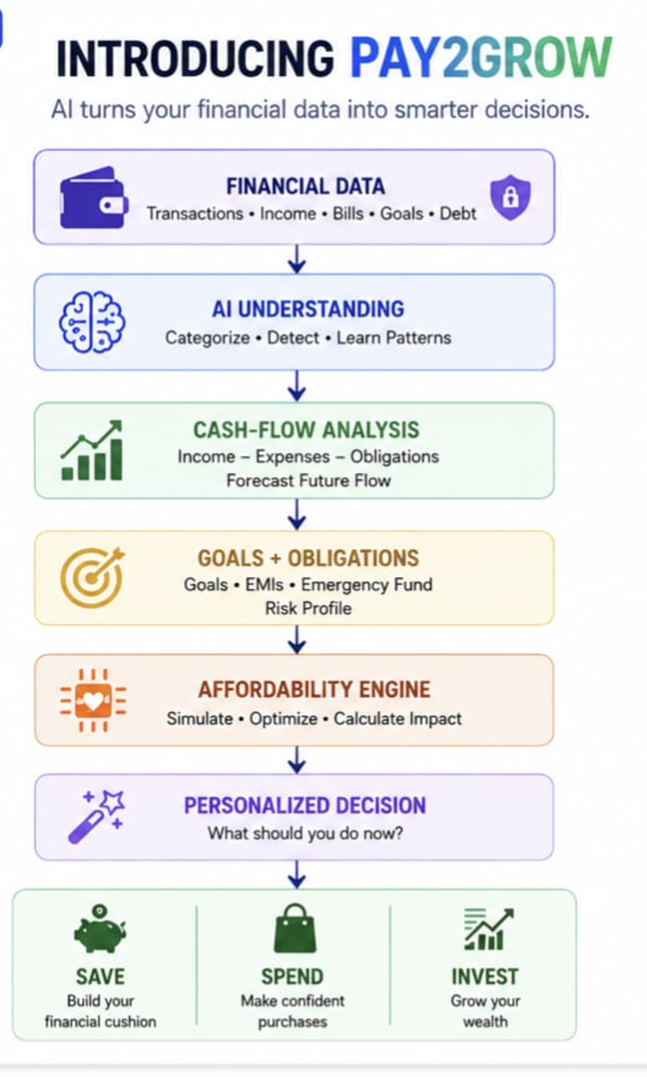 INTRODUCING PAY2GROW
AI turns your financial data into smarter decisions.
FINANCIAL DATA
Transactions • Income • Bills • Goals • Debt
AI UNDERSTANDING
Categorize • Detect • Learn Patterns
CASH-FLOW ANALYSIS
Income – Expenses – Obligations
Forecast Future Flow
GOALS + OBLIGATIONS
Goals • EMIs • Emergency Fund
Risk Profile
AFFORDABILITY ENGINE
Simulate • Optimize • Calculate Impact
PERSONALIZED DECISION
What should you do now?
SAVE
Build your
financial cushion
SPEND
Make confident
purchases
INVEST
Grow your
wealth